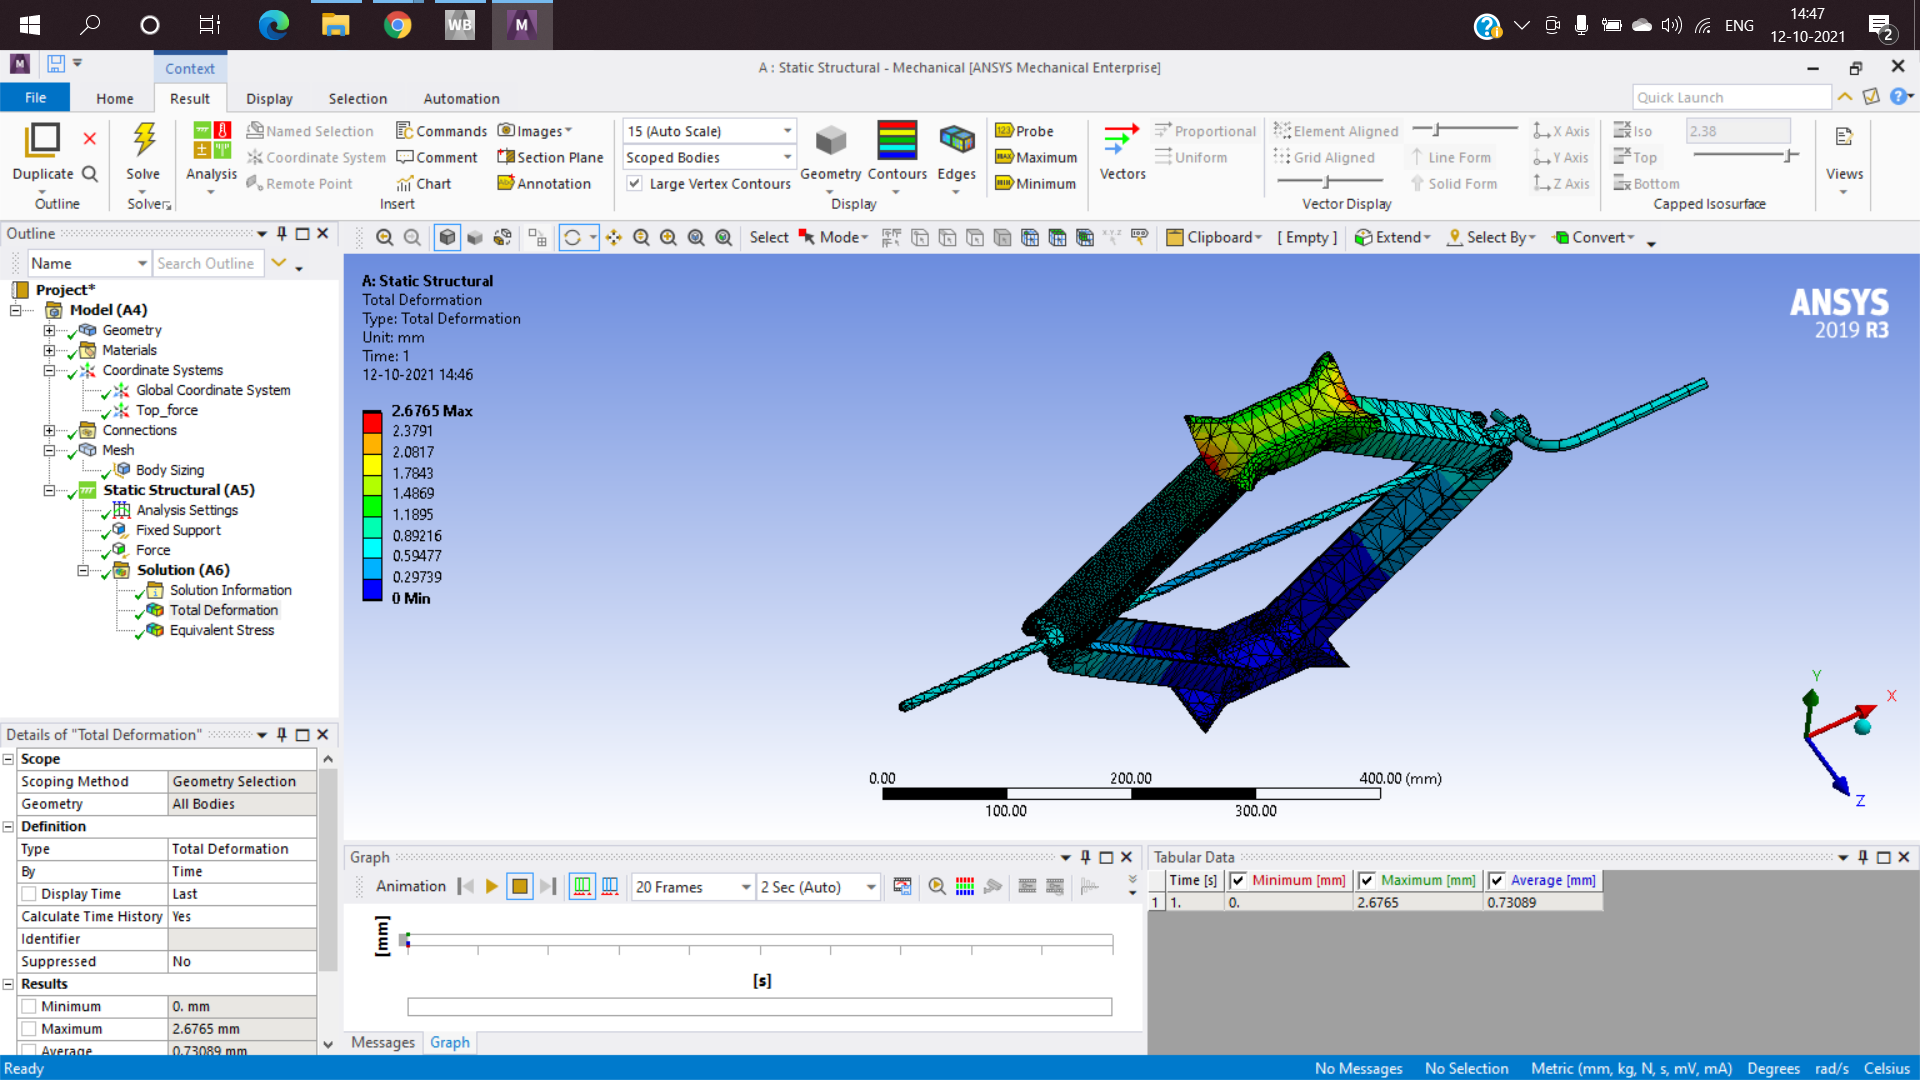 14:47
ENG
12-10-2021
2
WB
M
M
Context
A : Static Structural - Mechanical [ANSYS Mechanical Enterprise]
File
Home
Result
Display
Selection
Automation
Quick Launch
Duplicate
Outline
Solve
Solver
Analysis
Named Selection
Coordinate System
Remote Point
Commands
Comment
Chart
Images
Section Plane
Annotation
Insert
15 (Auto Scale)
Scoped Bodies
Large Vertex Contours
Geometry
Contours
Edges
Display
Probe
Maximum
Minimum
Vectors
Proportional
Uniform
Element Aligned
Grid Aligned
Line Form
Solid Form
X Axis
Y Axis
Z Axis
Vector Display
Iso
Top
Bottom
2.38
Capped Isosurface
Views
Outline
Name
Search Outline
Select
Mode
Clipboard
[ Empty ]
Extend
Select By
Convert
Project*
Model (A4)
Geometry
Materials
Coordinate Systems
Global Coordinate System
Top_force
Connections
Mesh
Body Sizing
Static Structural (A5)
Analysis Settings
Fixed Support
Force
Solution (A6)
Solution Information
Total Deformation
Equivalent Stress
A: Static Structural
Total Deformation
Type: Total Deformation
Unit: mm
Time: 1
12-10-2021 14:46
2.6765 Max
2.3791
2.0817
1.7843
1.4869
1.1895
0.89216
0.59477
0.29739
0 Min
ANSYS
2019 R3
Y
X
Z
0.00
200.00
400.00 (mm)
100.00
300.00
Details of "Total Deformation"
Scope
Scoping Method Geometry Selection
Geometry All Bodies
Definition
Type Total Deformation
By Time
Display Time Last
Calculate Time History Yes
Identifier
Suppressed No
Results
Minimum 0. mm
Maximum 2.6765 mm
Average 0.73089 mm
Graph
Animation
20 Frames
2 Sec (Auto)
[mm]
[s]
Messages
Graph
Tabular Data
Time [s] Minimum [mm] Maximum [mm] Average [mm]
1 1. 0. 2.6765 0.73089
Ready
No Messages
No Selection
Metric (mm, kg, N, s, mV, mA)
Degrees
rad/s
Celsius